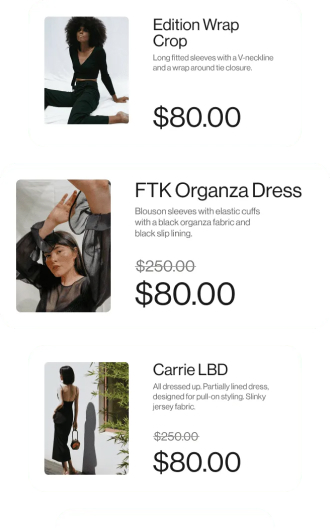 Edition Wrap
Crop
Long fitted sleeves with a V-neckline
and a wrap around tie closure.
$80.00
FTK Organza Dress
Blouson sleeves with elastic cuffs
with a black organza fabric and
black slip lining.
$250.00
$80.00
Carrie LBD
All dressed up. Partially lined dress,
designed for pull-on styling. Slinky
jersey fabric.
$250.00
$80.00